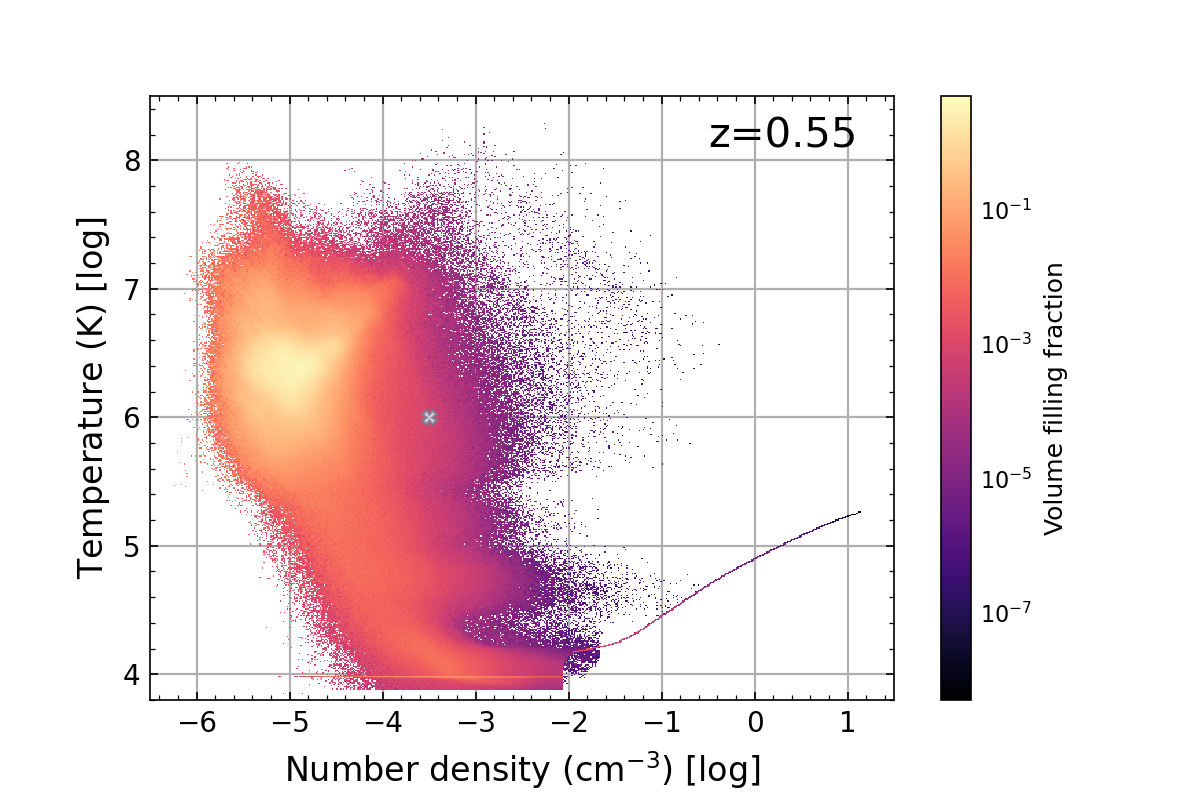 z=0.55
8
7
6
5
4
Temperature (K) [log]
−6 −5 −4 −3 −2 −1 0 1
Number density (cm⁻³) [log]
10⁻¹
10⁻³
10⁻⁵
10⁻⁷
Volume filling fraction